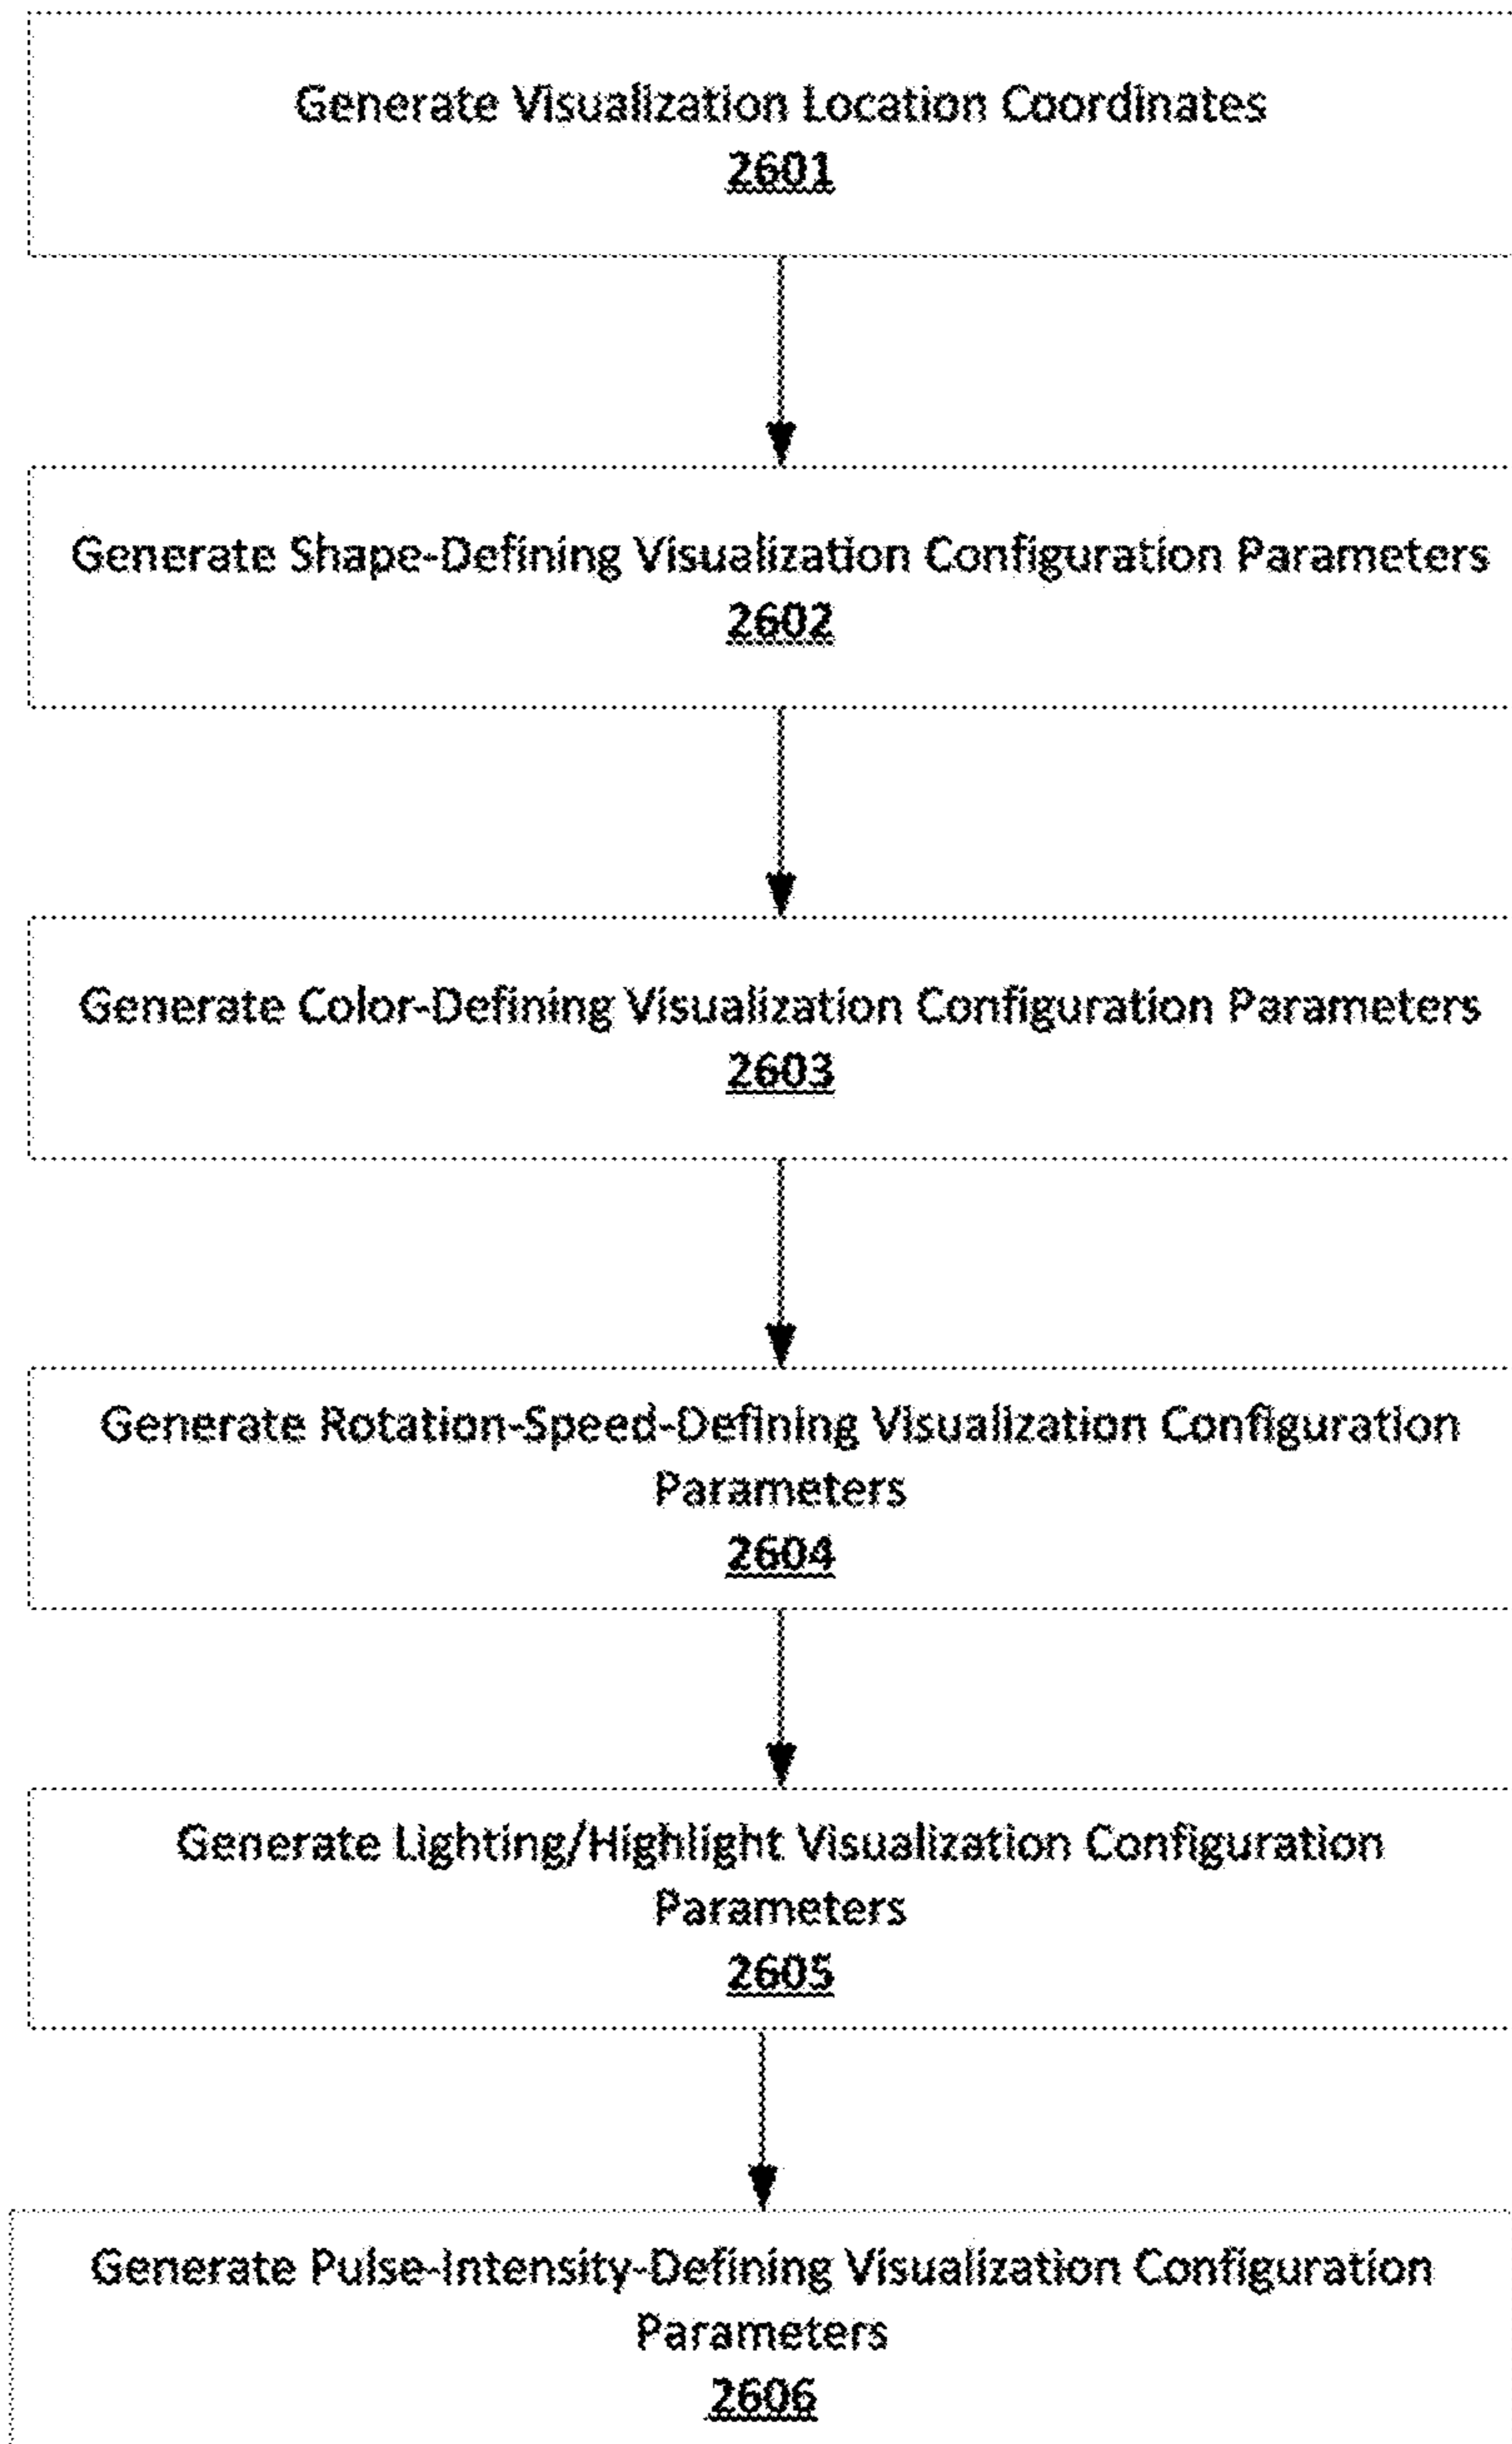 Generate Visualization Location Coordinates
2601
Generate Shape-Defining Visualization Configuration Parameters
2602
Generate Color-Defining Visualization Configuration Parameters
2603
Generate Rotation-Speed-Defining Visualization Configuration
Parameters
2604
Generate Lighting/Highlight Visualization Configuration
Parameters
2605
Generate Pulse-Intensity-Defining Visualization Configuration
Parameters
2606